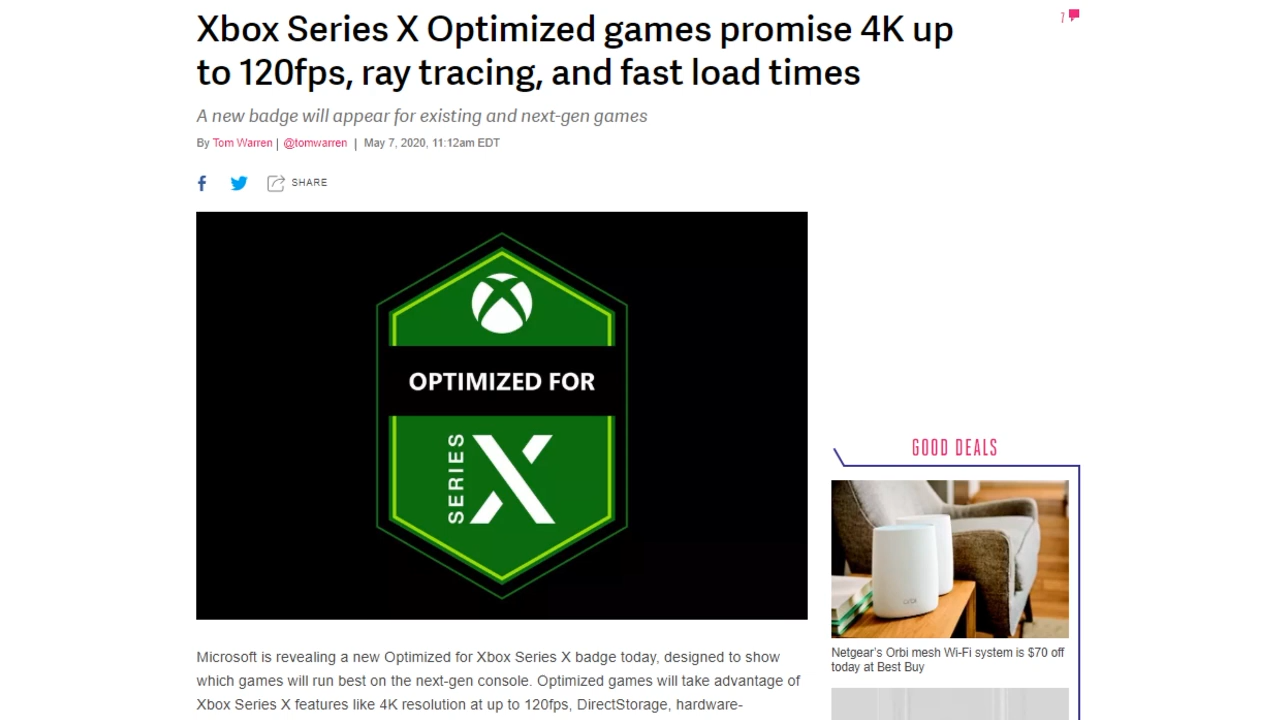 Xbox Series X Optimized games promise 4K up
to 120fps, ray tracing, and fast load times
7
A new badge will appear for existing and next-gen games
By Tom Warren | @tomwarren | May 7, 2020, 11:12am EDT
SHARE
OPTIMIZED FOR
SERIES X
GOOD DEALS
Netgear's Orbi mesh Wi-Fi system is $70 off
today at Best Buy
Microsoft is revealing a new Optimized for Xbox Series X badge today, designed to show
which games will run best on the next-gen console. Optimized games will take advantage of
Xbox Series X features like 4K resolution at up to 120fps, DirectStorage, hardware-